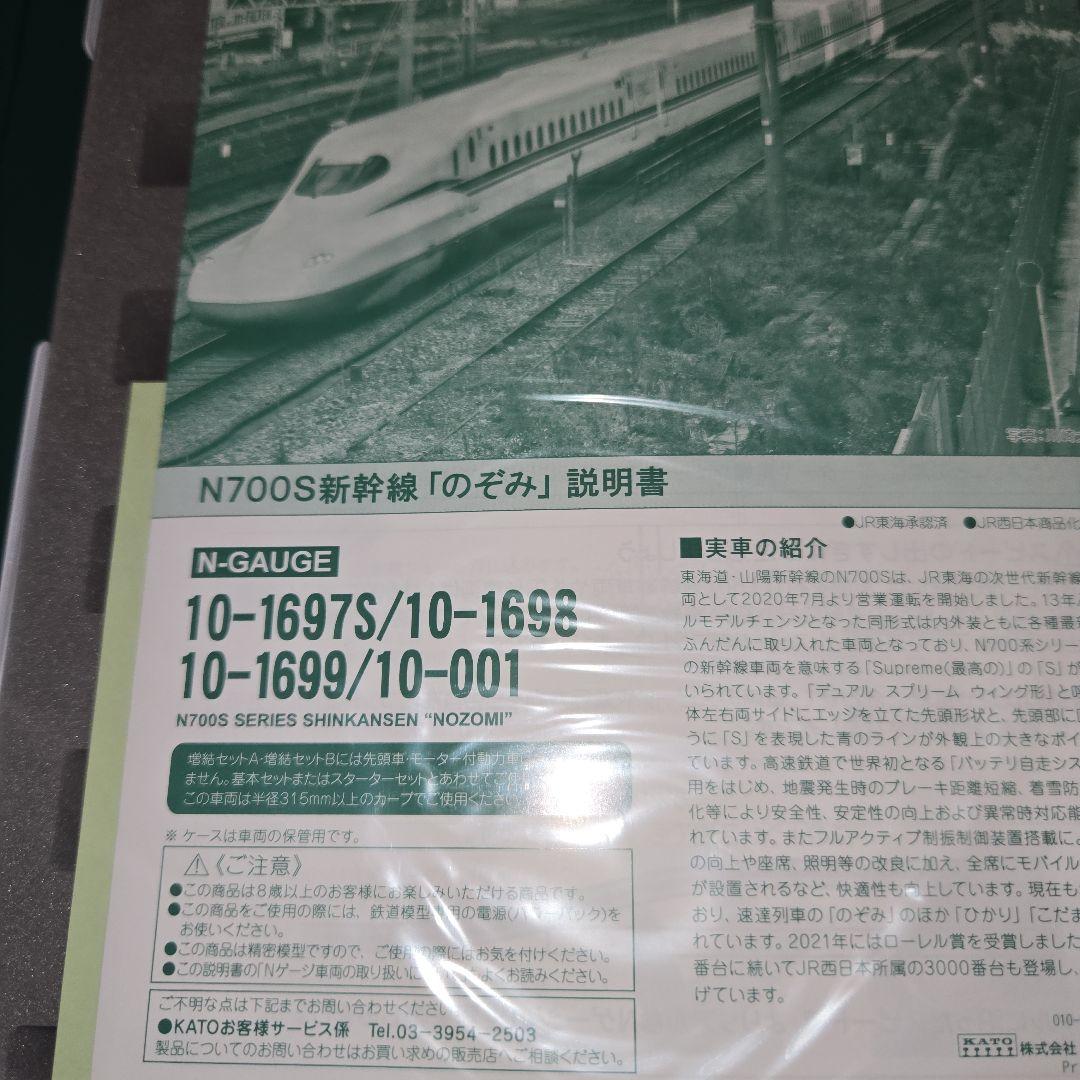 N700S新幹線「のぞみ」説明書
●JR東海承認済 ●JR西日本商品化
N-GAUGE
10-1697S/10-1698
10-1699/10-001
N700S SERIES SHINKANSEN "NOZOMI"
増結セットA・増結セットBには先頭車・モーター付動力車
ません。基本セットまたはスターターセットとあわせてご使
この車両は半径315mm以上のカーブでご使用くださ
※ ケースは車両の保管用です。
⚠《ご注意》
●この商品は8歳以上のお客様にお楽しみいただける商品です。
●この商品をご使用の際には、鉄道模型専用の電源(パワーパック)を
お使いください。
●この商品は精密模型ですので、ご使用の際にはお気を付けください。
●この説明書の「Nゲージ車両の取り扱いに よくお読みください。
ご不明な点は下記までお問い合わせくださ
●KATOお客様サービス係 Tel.03-3954-2503
製品についてのお問い合わせはお買い求めの販売店へご相談ください。
■実車の紹介
東海道・山陽新幹線のN700Sは、JR東海の次世代新幹線
両として2020年7月より営業運転を開始しました。13年
ルモデルチェンジとなった同形式は内外装ともに各種最
ふんだんに取り入れた車両となっており、N700系シリー
の新幹線車両を意味する「Supreme(最高の)」の「S」が
いられています。「デュアル スプリーム ウィング形」と呼
体左右両サイドにエッジを立てた先頭形状と、先頭部に
うに「S」を表現した青のラインが外観上の大きなポイ
ています。高速鉄道で世界初となる「バッテリ自走シス
用をはじめ、地震発生時のブレーキ距離短縮、着雪防
化等により安全性、安定性の向上および異常時対応能
れています。またフルアクティブ制振制御装置搭載によ
の向上や座席、照明等の改良に加え、全席にモバイル
が設置されるなど、快適性も向上しています。現在も
おり、速達列車の「のぞみ」のほか「ひかり」「こだま
れています。2021年にはローレル賞を受賞しました
番台に続いてJR西日本所属の3000番台も登場し、
げています。
010-
KATO 株式会社
Pr